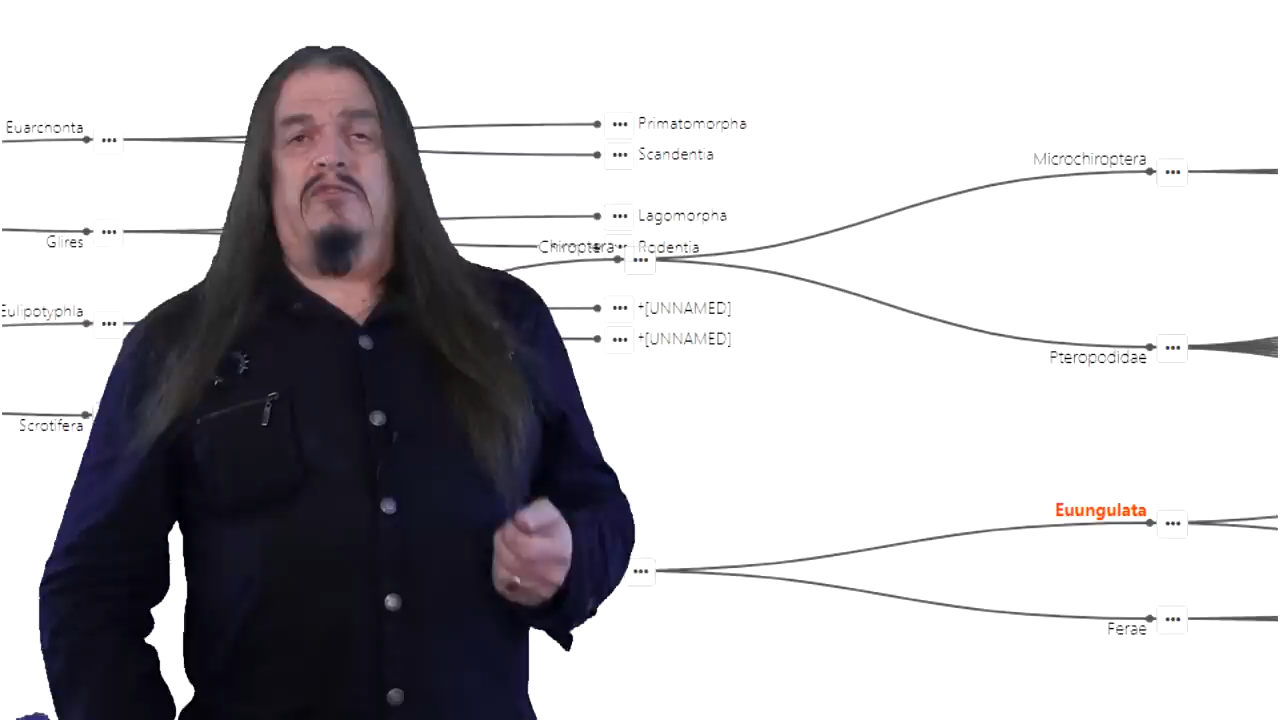 Euarchonta
Primatomorpha
Scandentia
Microchiroptera
Glires
Lagomorpha
Chiroptera
Rodentia
Eulipotyphla
†[UNNAMED]
†[UNNAMED]
Pteropodidae
Scrotifera
Euungulata
Ferae